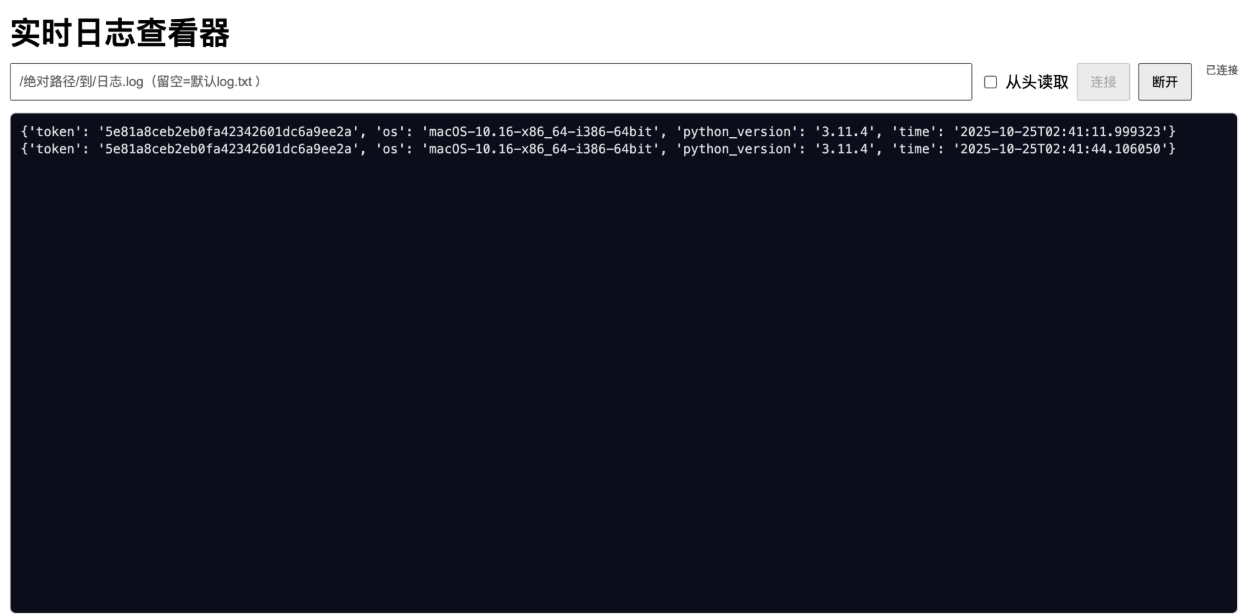 实时日志查看器
/绝对路径/到/日志.log（留空=默认log.txt ）
从头读取
连接
断开
已连接
{'token': '5e81a8ceb2eb0fa42342601dc6a9ee2a', 'os': 'macOS-10.16-x86_64-i386-64bit', 'python_version': '3.11.4', 'time': '2025-10-25T02:41:11.999323'}
{'token': '5e81a8ceb2eb0fa42342601dc6a9ee2a', 'os': 'macOS-10.16-x86_64-i386-64bit', 'python_version': '3.11.4', 'time': '2025-10-25T02:41:44.106050'}